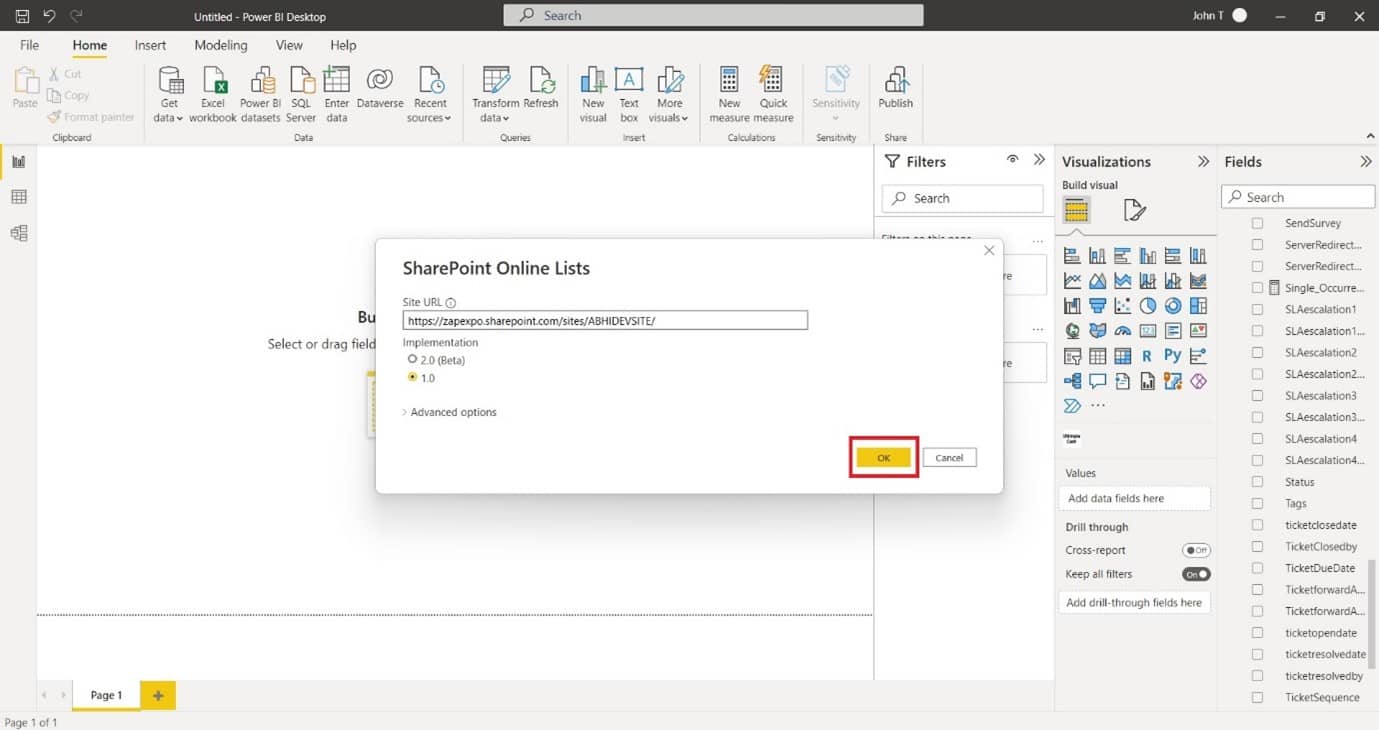 Untitled - Power BI Desktop
Search
John T
File Home Insert Modeling View Help
Paste
Cut
Copy
Format painter
Clipboard
Get data
Excel workbook
Power BI datasets
SQL Server
Enter data
Dataverse
Recent sources
Data
Transform data
Refresh
Queries
New visual
Text box
More visuals
Insert
New measure
Quick measure
Calculations
Sensitivity
Sensitivity
Publish
Share
Bu
Select or drag field
SharePoint Online Lists
Site URL
https://zapexpo.sharepoint.com/sites/ABHIDEVSITE/
Implementation
2.0 (Beta)
1.0
Advanced options
OK
Cancel
Filters
Search
Filters on this page
...
re
...
re
Visualizations
Build visual
R
Py
...
Values
Add data fields here
Drill through
Cross-report
Off
Keep all filters
On
Add drill-through fields here
Fields
Search
SendSurvey
ServerRedirect...
ServerRedirect...
Single_Occurre...
SLAescalation1
SLAescalation1...
SLAescalation2
SLAescalation2...
SLAescalation3
SLAescalation3...
SLAescalation4
SLAescalation4...
Status
Tags
ticketclosedate
TicketClosedby
TicketDueDate
TicketforwardA...
TicketforwardA...
ticketopendate
ticketresolvedate
ticketresolvedby
TicketSequence
Page 1
Page 1 of 1